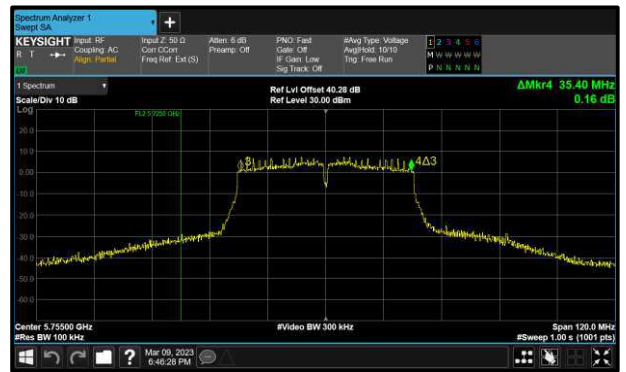 Spectrum Analyzer 1
Swept SA
+
KEYSIGHT Input: RF Input Z: 50 Ω Atten: 6 dB PNO: Fast #Avg Type: Voltage 1 2 3 4 5 6
R T Coupling: AC Corr CCorr Preamp: Off Gate: Off Avg|Hold: 10/10 M W W W W W
Align: Partial Freq Ref: Ext (S) IF Gain: Low Trig: Free Run
Sig Track: Off P N N N N N
1 Spectrum Ref Lvl Offset 40.28 dB ΔMkr4 35.40 MHz
Scale/Div 10 dB Ref Level 30.00 dBm 0.16 dB
Log
FL2 5.7250 GHz
20.0
10.0
3 4Δ3
0.00
-10.0
-20.0
-30.0
-40.0
-50.0
-60.0
Center 5.75500 GHz #Video BW 300 kHz Span 120.0 MHz
#Res BW 100 kHz #Sweep 1.00 s (1001 pts)
? Mar 09, 2023
6:46:28 PM